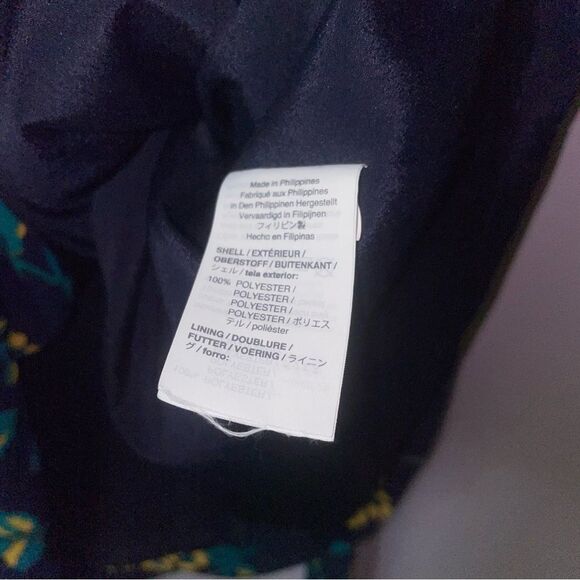 Made in Philippines
Fabriqué aux Philippines
In Den Philippinen Hergestellt
Vervaardigd in Filipijnen
フィリピン製
Hecho en Filipinas
SHELL / EXTÉRIEUR /
OBERSTOFF / BUITENKANT /
シェル / tela exterior:
100% POLYESTER /
POLYESTER /
POLYESTER /
POLYESTER / ポリエス
テル / poliéster
LINING / DOUBLURE /
FUTTER / VOERING / ライニン
グ / forro: